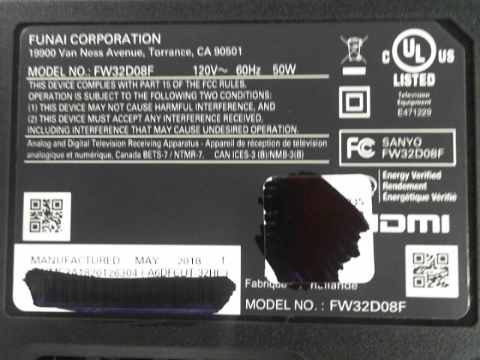 FUNAI CORPORATION
19900 Van Ness Avenue, Torrance, CA 90501
MODEL NO.: FW32D08F 120V~ 60Hz 50W
THIS DEVICE COMPLIES WITH PART 15 OF THE FCC RULES.
OPERATION IS SUBJECT TO THE FOLLOWING TWO CONDITIONS:
(1) THIS DEVICE MAY NOT CAUSE HARMFUL INTERFERENCE, AND
(2) THIS DEVICE MUST ACCEPT ANY INTERFERENCE RECEIVED,
INCLUDING INTERFERENCE THAT MAY CAUSE UNDESIRED OPERATION.
Analog and Digital Television Receiving Apparatus - Appareil de réception de télévision
analogique et numérique, Canada BETS-7 / NTMR-7. CAN ICES-3 (B)/NMB-3(B)
C UL US
LISTED
Television
Equipment
E471229
FC SANYO
FW32D08F
Energy Verified
Rendement
Énergétique Vérifié
HDMI
MANUFACTURED MAY 2018 T
1820126304 (A6DFCUT 32HL)
MODEL NO. : FW32D08F